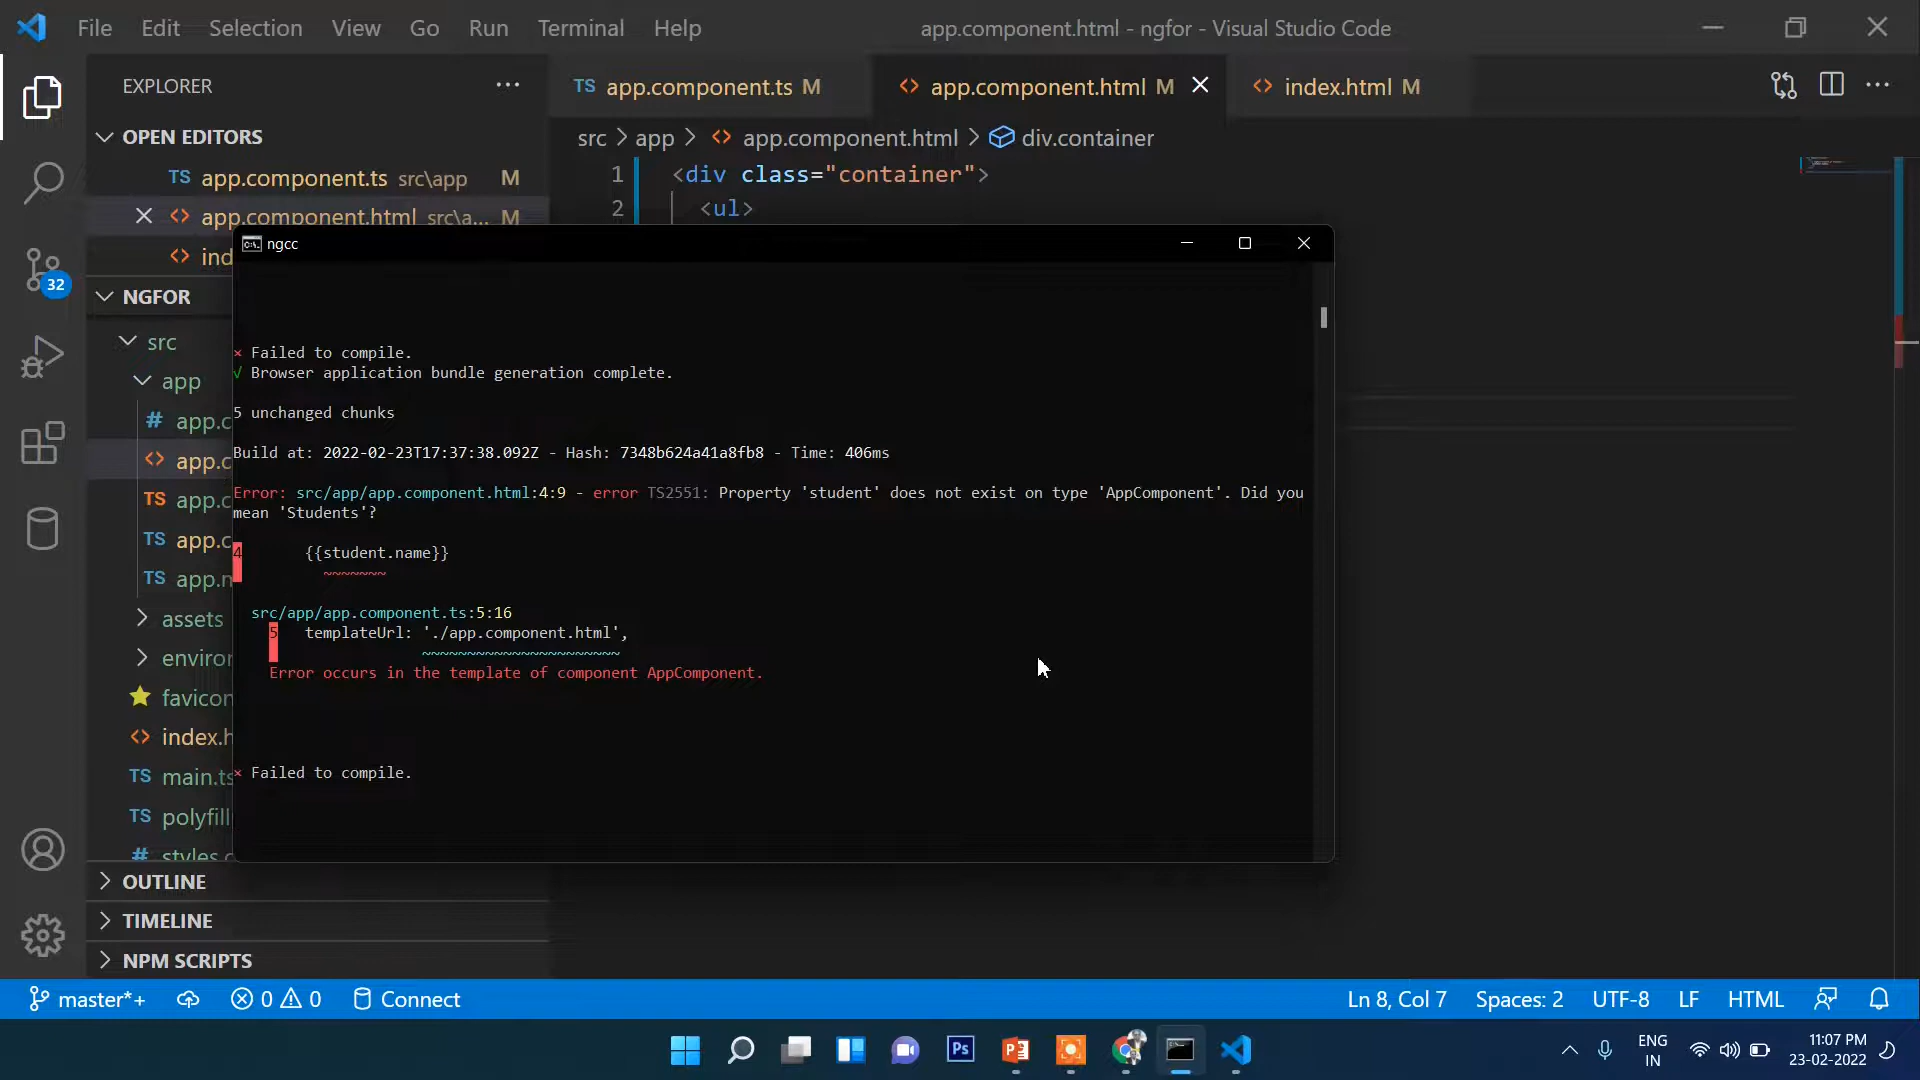 File Edit Selection View Go Run Terminal Help
app.component.html - ngfor - Visual Studio Code
EXPLORER
TS app.component.ts M
<> app.component.html M
<> index.html M
OPEN EDITORS
TS app.component.ts src\app M
<> app.component.html src\a... M
<> ind
src > app > <> app.component.html > div.container
1 <div class="container">
2 <ul>
32
NGFOR
src
app
# app.c
<> app.c
TS app.c
TS app.c
TS app.m
assets
environ
favicon
<> index.h
TS main.ts
TS polyfill
# styles.c
OUTLINE
TIMELINE
NPM SCRIPTS
C:\. ngcc
× Failed to compile.
√ Browser application bundle generation complete.
5 unchanged chunks
Build at: 2022-02-23T17:37:38.092Z - Hash: 7348b624a41a8fb8 - Time: 406ms
Error: src/app/app.component.html:4:9 - error TS2551: Property 'student' does not exist on type 'AppComponent'. Did you
mean 'Students'?
4 {{student.name}}
~~~~~~~
src/app/app.component.ts:5:16
5 templateUrl: './app.component.html',
~~~~~~~~~~~~~~~~~~~~~~
Error occurs in the template of component AppComponent.
× Failed to compile.
master*+ 0 0 Connect
Ln 8, Col 7 Spaces: 2 UTF-8 LF HTML
Ps
P
ENG
IN
11:07 PM
23-02-2022